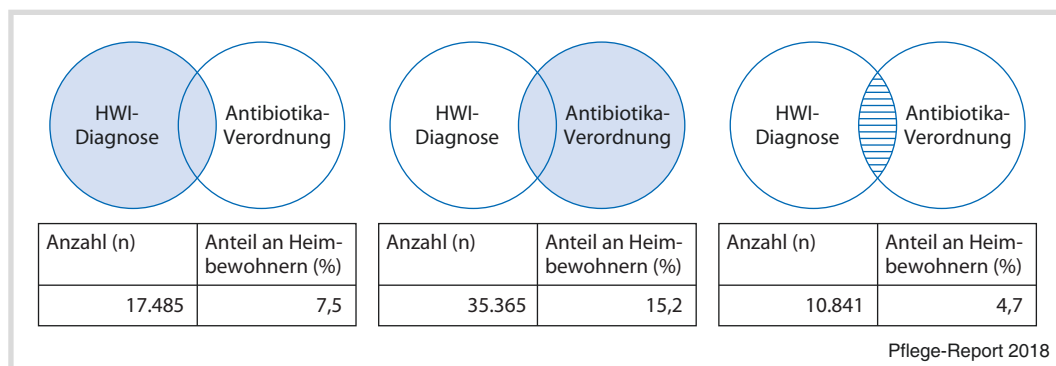 HWI-
Diagnose
Antibiotika-
Verordnung
HWI-
Diagnose
Antibiotika-
Verordnung
HWI-
Diagnose
Antibiotika-
Verordnung
Anzahl (n)
Anteil an Heim-
bewohnern (%)
17.485
7,5
Anzahl (n)
Anteil an Heim-
bewohnern (%)
35.365
15,2
Anzahl (n)
Anteil an Heim-
bewohnern (%)
10.841
4,7
Pflege-Report 2018